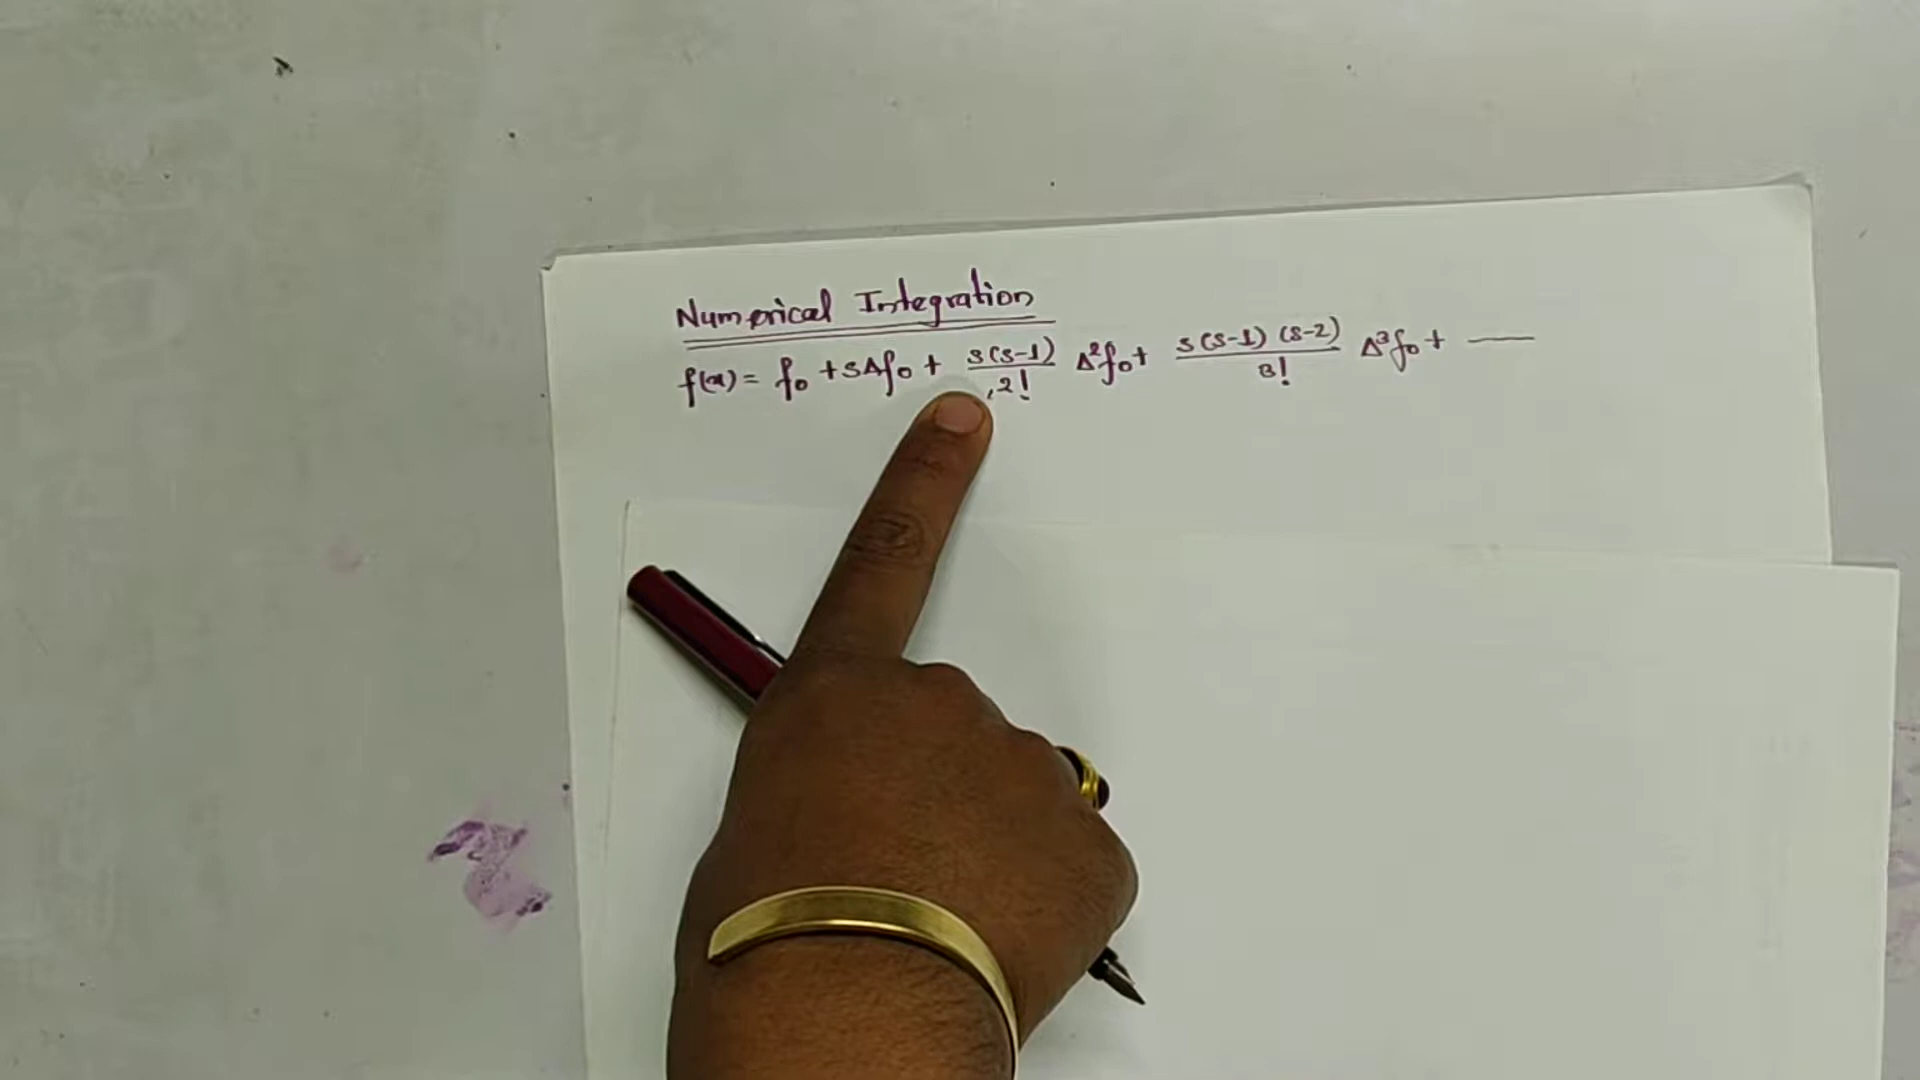 Numerical Integration
f(x) = f₀ + sΔf₀ + s(s-1)/2! Δ²f₀ + s(s-1)(s-2)/3! Δ³f₀ + ——